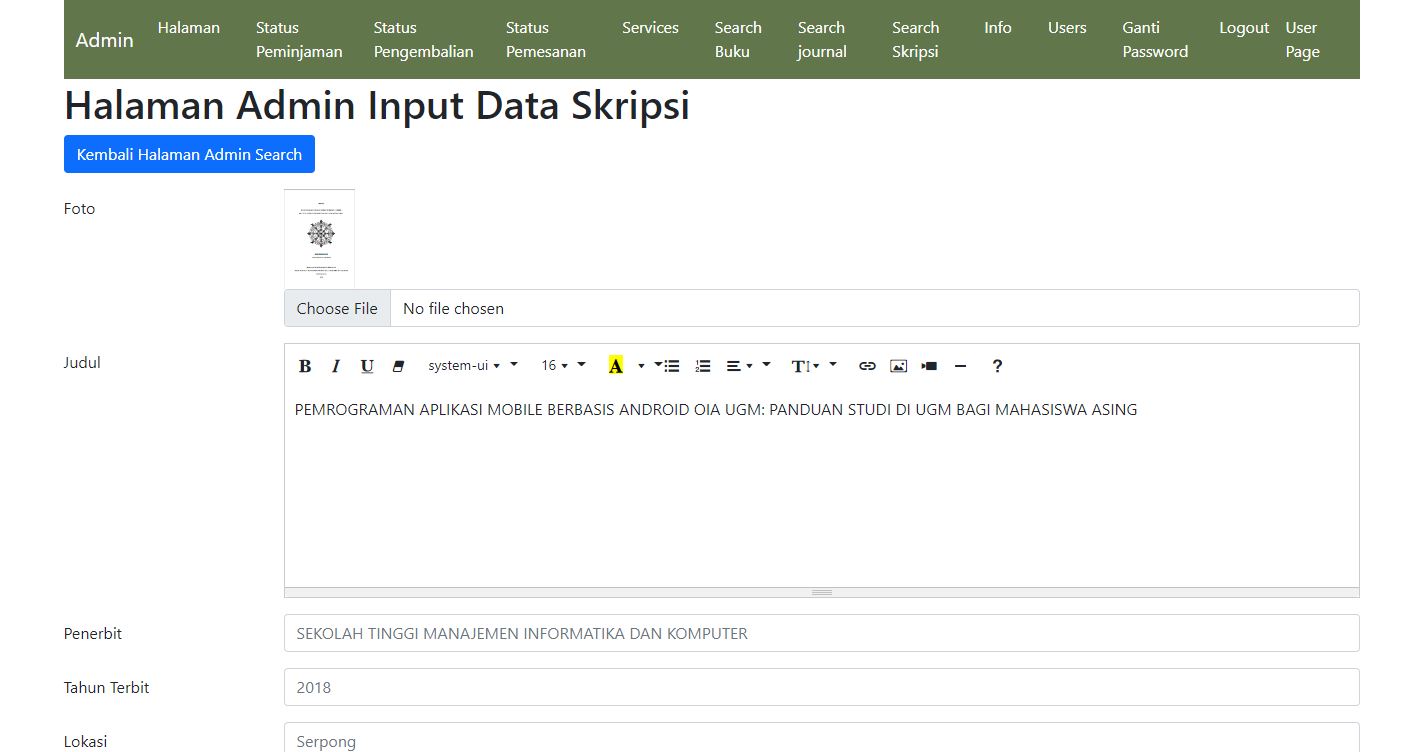 Admin
Halaman
Status
Peminjaman
Status
Pengembalian
Status
Pemesanan
Services
Search
Buku
Search
journal
Search
Skripsi
Info
Users
Ganti
Password
Logout
User
Page
Halaman Admin Input Data Skripsi
Kembali Halaman Admin Search
Foto
Choose File No file chosen
Judul
B I U system-ui 16 A T ?
PEMROGRAMAN APLIKASI MOBILE BERBASIS ANDROID OIA UGM: PANDUAN STUDI DI UGM BAGI MAHASISWA ASING
Penerbit SEKOLAH TINGGI MANAJEMEN INFORMATIKA DAN KOMPUTER
Tahun Terbit 2018
Lokasi Serpong